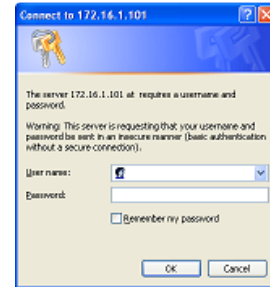 Connect to 172.16.1.101
The server 172.16.1.101 at requires a username and
password.
Warning: This server is requesting that your username and
password be sent in an insecure manner (basic authentication
without a secure connection).
User name:
Password:
Remember my password
OK
Cancel